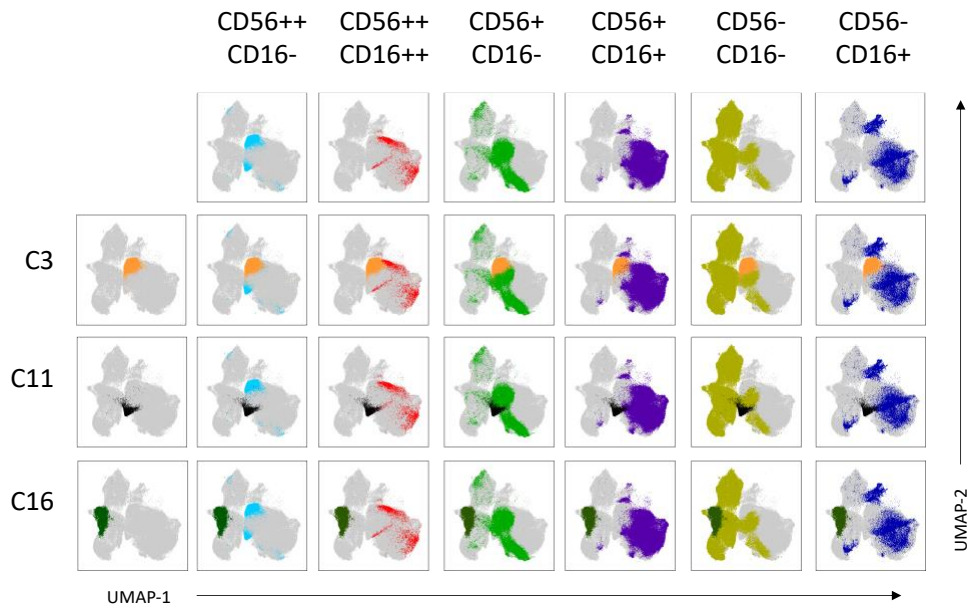 CD56++ CD56++ CD56+ CD56+ CD56- CD56-
CD16- CD16++ CD16- CD16+ CD16- CD16+
C3
C11
C16
UMAP-2
UMAP-1